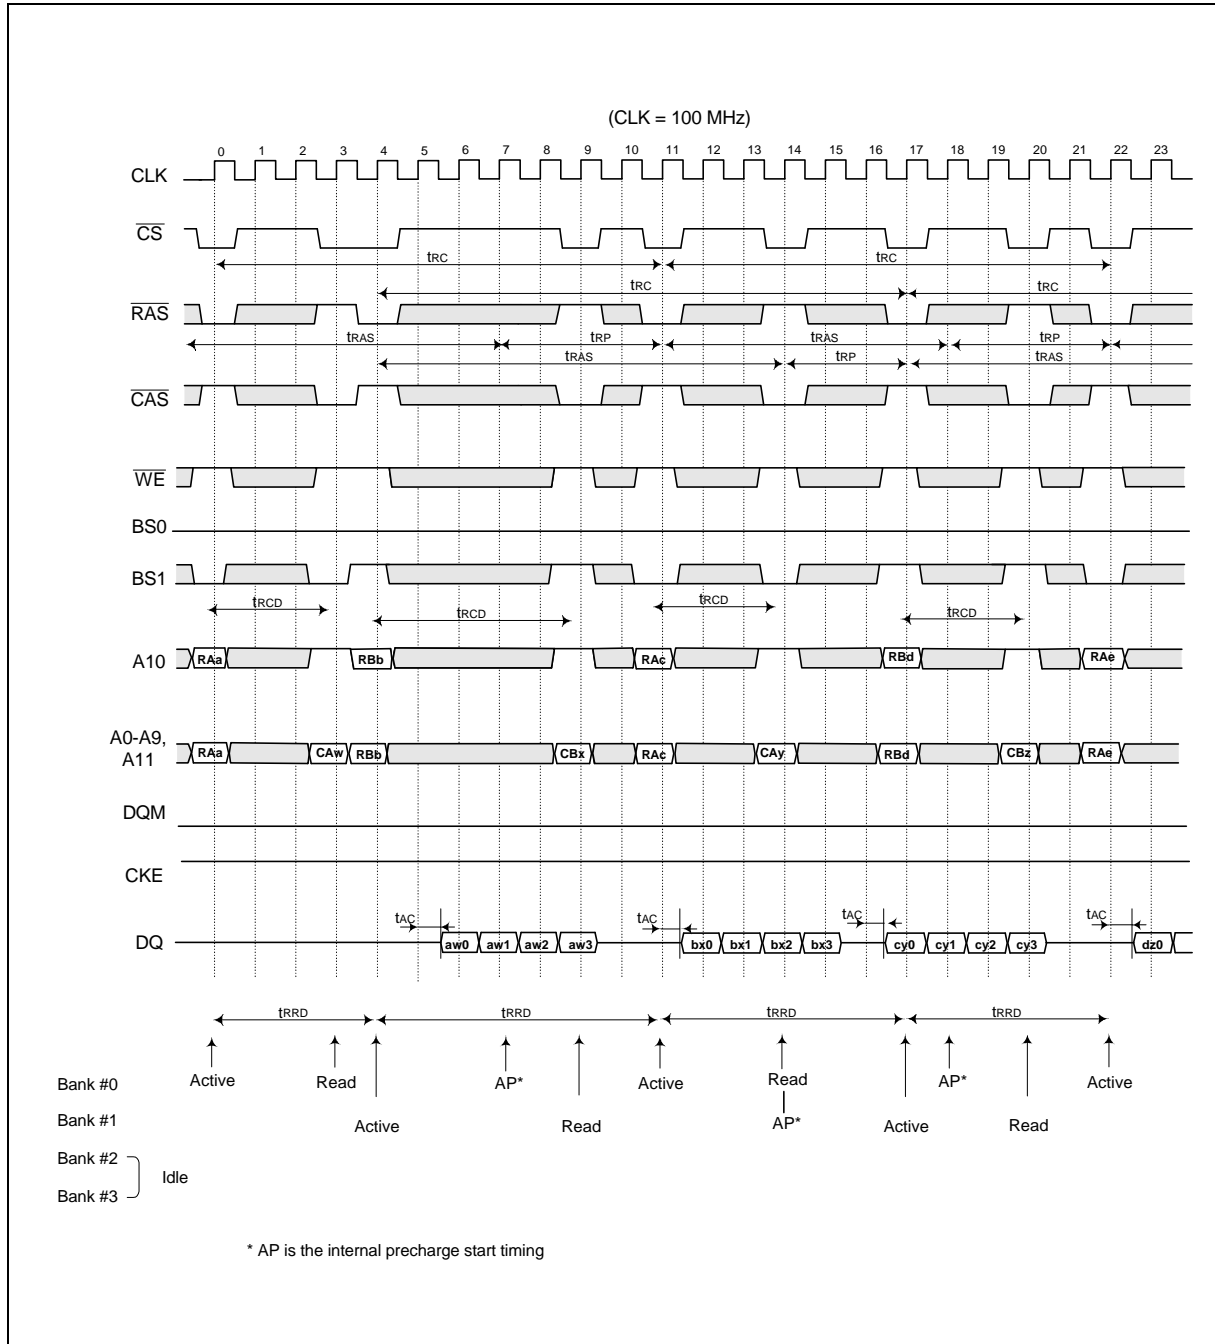 (CLK = 100 MHz)
0 1 2 3 4 5 6 7 8 9 10 11 12 13 14 15 16 17 18 19 20 21 22 23
CLK
CS
tRC tRC
tRC tRC
RAS
tRAS tRP tRAS tRP
tRAS tRP tRAS
CAS
WE
BS0
BS1
tRCD tRCD tRCD tRCD
A10 RAa RBb RAc RBd RAe
A0-A9,
A11 RAa CAw RBb CBx RAc CAy RBd CBz RAe
DQM
CKE
tAC tAC tAC tAC
DQ aw0 aw1 aw2 aw3 bx0 bx1 bx2 bx3 cy0 cy1 cy2 cy3 dz0
tRRD tRRD tRRD tRRD
Bank #0 Active Read AP* Active Read AP* Active
Bank #1 Active Read AP* Active Read
Bank #2
Idle
Bank #3
* AP is the internal precharge start timing